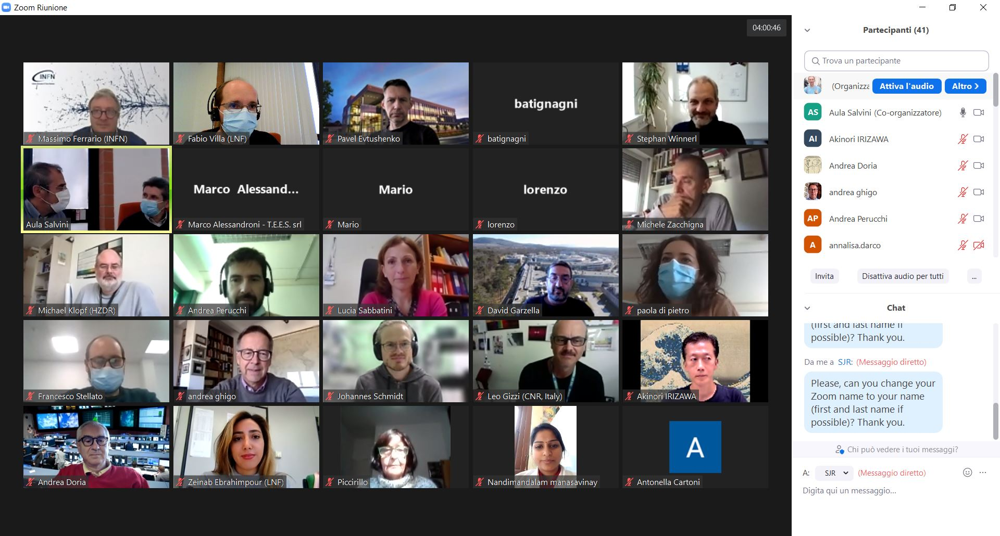 Zoom Riunione
04:00:46
INFN
Massimo Ferrario (INFN)
Fabio Villa (LNF)
Pavel Evtushenko
batignagni
batignagni
Stephan Winnerl
Aula Salvini
Marco Alessand...
Marco Alessandroni - T.E.E.S. srl
Mario
Mario
lorenzo
lorenzo
Michele Zacchigna
Michael Klopf (HZDR)
Andrea Perucchi
Lucia Sabbatini
David Garzella
paola di pietro
Francesco Stellato
andrea ghigo
Johannes Schmidt
Leo Gizzi (CNR, Italy)
Akinori IRIZAWA
Andrea Doria
Zeinab Ebrahimpour (LNF)
Piccirillo
Nandimandalam manasavinay
A
Antonella Cartoni
Partecipanti (41)
Trova un partecipante
(Organizza
Attiva l'audio
Altro
AS Aula Salvini (Co-organizzatore)
AI Akinori IRIZAWA
Andrea Doria
andrea ghigo
AP Andrea Perucchi
A annalisa.darco
Invita
Disattiva audio per tutti
...
Chat
(first and last name if
possible)? Thank you.
Da me a SJR: (Messaggio diretto)
Please, can you change your
Zoom name to your name
(first and last name if
possible)? Thank you.
Chi può vedere i tuoi messaggi?
A: SJR (Messaggio diretto)
...
Digita qui un messaggio...